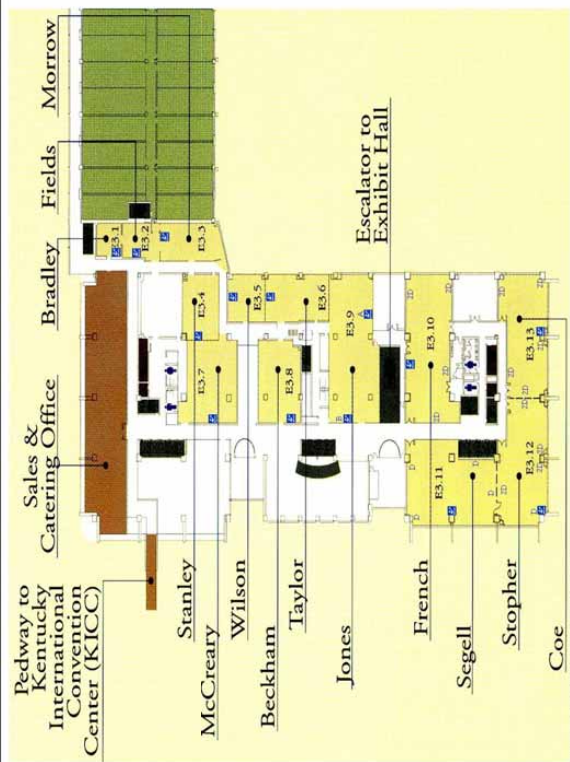 Morrow
Fields
Bradley
Sales &
Catering Office
Pedway to
Kentucky
International
Convention
Center (KICC)
Escalator to
Exhibit Hall
E3.1
E3.2
E3.3
E3.4
E3.5
E3.6
E3.7
E3.8
E3.9
E3.10
E3.11
E3.12
E3.13
Stanley
McCreary
Wilson
Beckham
Taylor
Jones
French
Segell
Stopher
Coe